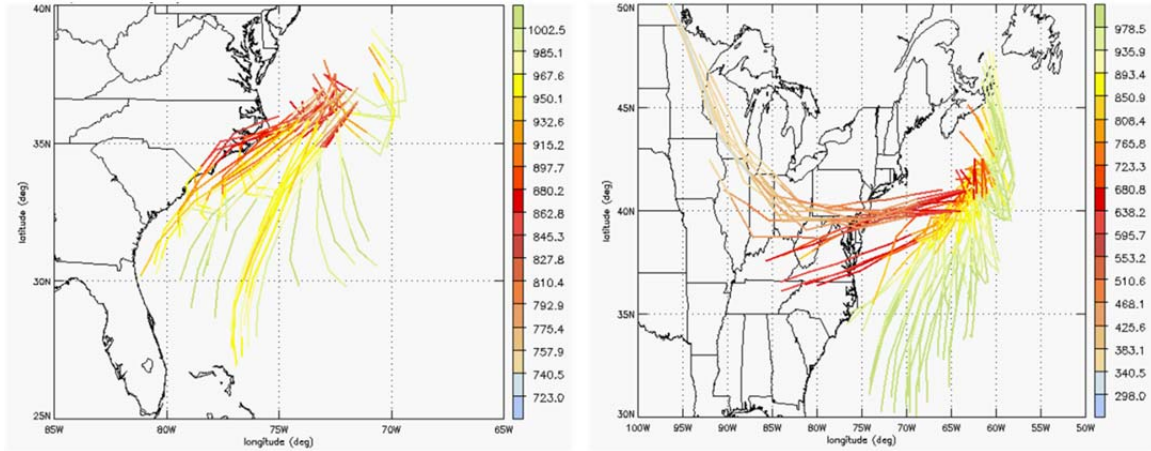 40N
35N
30N
25N
latitude (deg)
85W 80W 75W 70W 65W
longitude (deg)
1002.5
985.1
967.6
950.1
932.6
915.2
897.7
880.2
862.8
845.3
827.8
810.4
792.9
775.4
757.9
740.5
723.0
50N
45N
40N
35N
30N
latitude (deg)
100W 95W 90W 85W 80W 75W 70W 65W 60W 55W 50W
longitude (deg)
978.5
935.9
893.4
850.9
808.4
765.8
723.3
680.8
638.2
595.7
553.2
510.6
468.1
425.6
383.1
340.5
298.0